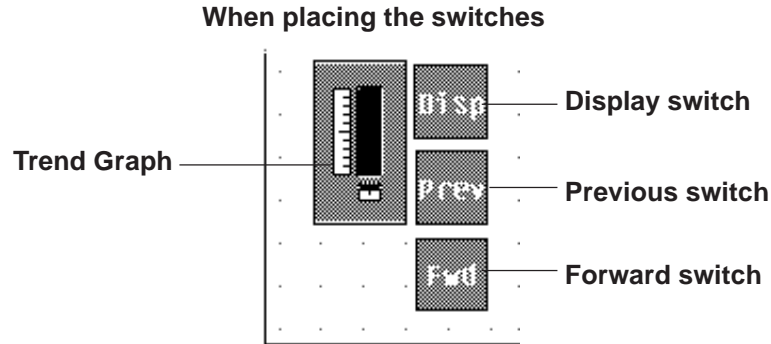 When placing the switches
Disp
Display switch
Trend Graph
Prev
Previous switch
Fwd
Forward switch